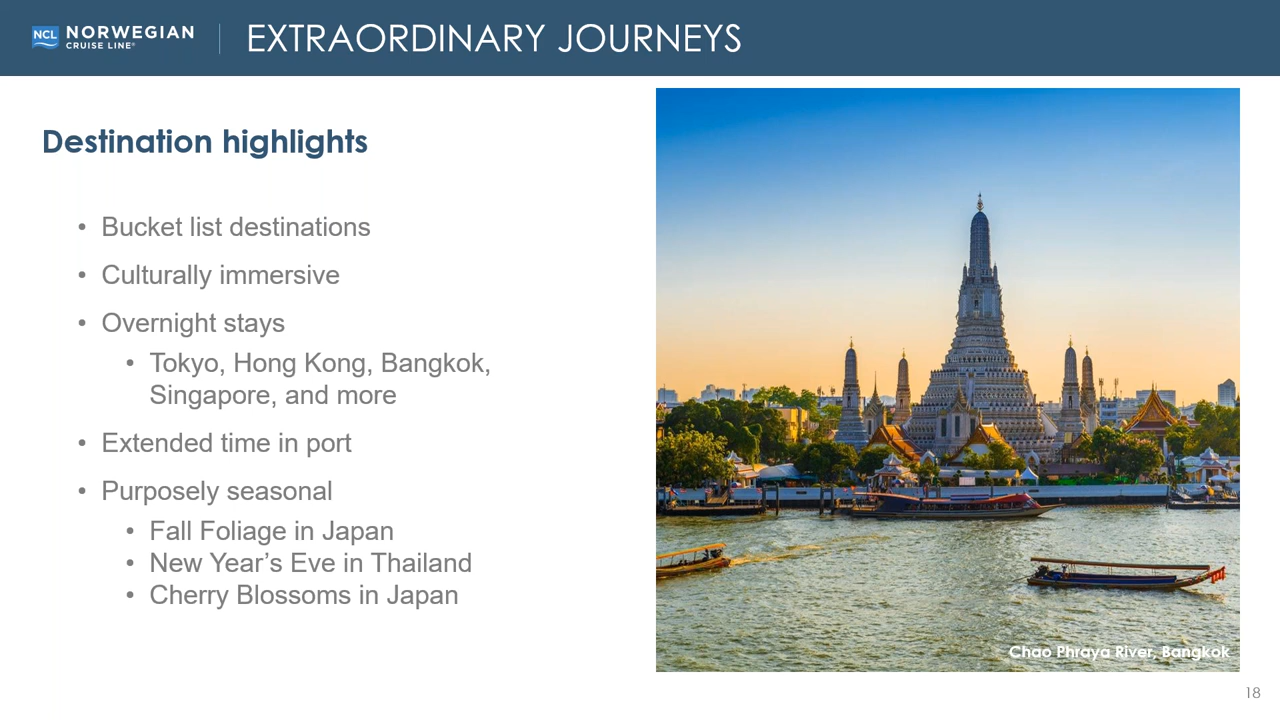 NCL NORWEGIAN
CRUISE LINE®
EXTRAORDINARY JOURNEYS
Destination highlights
• Bucket list destinations
• Culturally immersive
• Overnight stays
• Tokyo, Hong Kong, Bangkok,
Singapore, and more
• Extended time in port
• Purposely seasonal
• Fall Foliage in Japan
• New Year’s Eve in Thailand
• Cherry Blossoms in Japan
Chao Phraya River, Bangkok
18